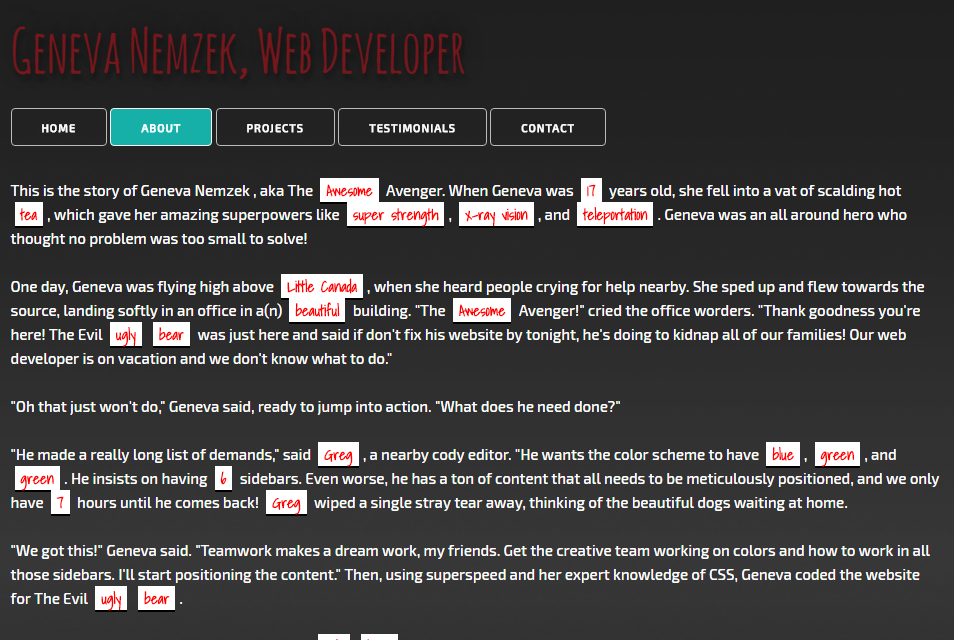 Geneva Nemzek, Web Developer
HOME ABOUT PROJECTS TESTIMONIALS CONTACT
This is the story of Geneva Nemzek , aka The Awesome Avenger. When Geneva was 17 years old, she fell into a vat of scalding hot
tea , which gave her amazing superpowers like super strength , x-ray vision , and teleportation . Geneva was an all around hero who
thought no problem was too small to solve!
One day, Geneva was flying high above Little Canada , when she heard people crying for help nearby. She sped up and flew towards the
source, landing softly in an office in a(n) beautiful building. "The Awesome Avenger!" cried the office worders. "Thank goodness you're
here! The Evil ugly bear was just here and said if don't fix his website by tonight, he's doing to kidnap all of our families! Our web
developer is on vacation and we don't know what to do."
"Oh that just won't do," Geneva said, ready to jump into action. "What does he need done?"
"He made a really long list of demands," said Greg , a nearby cody editor. "He wants the color scheme to have blue , green , and
green . He insists on having 6 sidebars. Even worse, he has a ton of content that all needs to be meticulously positioned, and we only
have 7 hours until he comes back! Greg wiped a single stray tear away, thinking of the beautiful dogs waiting at home.
"We got this!" Geneva said. "Teamwork makes a dream work, my friends. Get the creative team working on colors and how to work in all
those sidebars. I'll start positioning the content." Then, using superspeed and her expert knowledge of CSS, Geneva coded the website
for The Evil ugly bear .